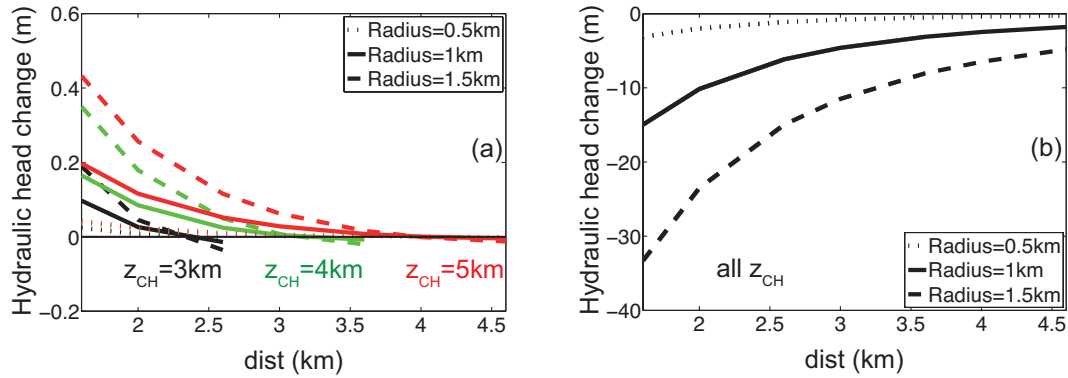 Hydraulic head change (m)
0.6
0.4
0.2
0
−0.2
Radius=0.5km
Radius=1km
Radius=1.5km
(a)
z_CH=3km
z_CH=4km
z_CH=5km
2 2.5 3 3.5 4 4.5
dist (km)
Hydraulic head change (m)
0
−10
−20
−30
−40
(b)
all z_CH
Radius=0.5km
Radius=1km
Radius=1.5km
2 2.5 3 3.5 4 4.5
dist (km)